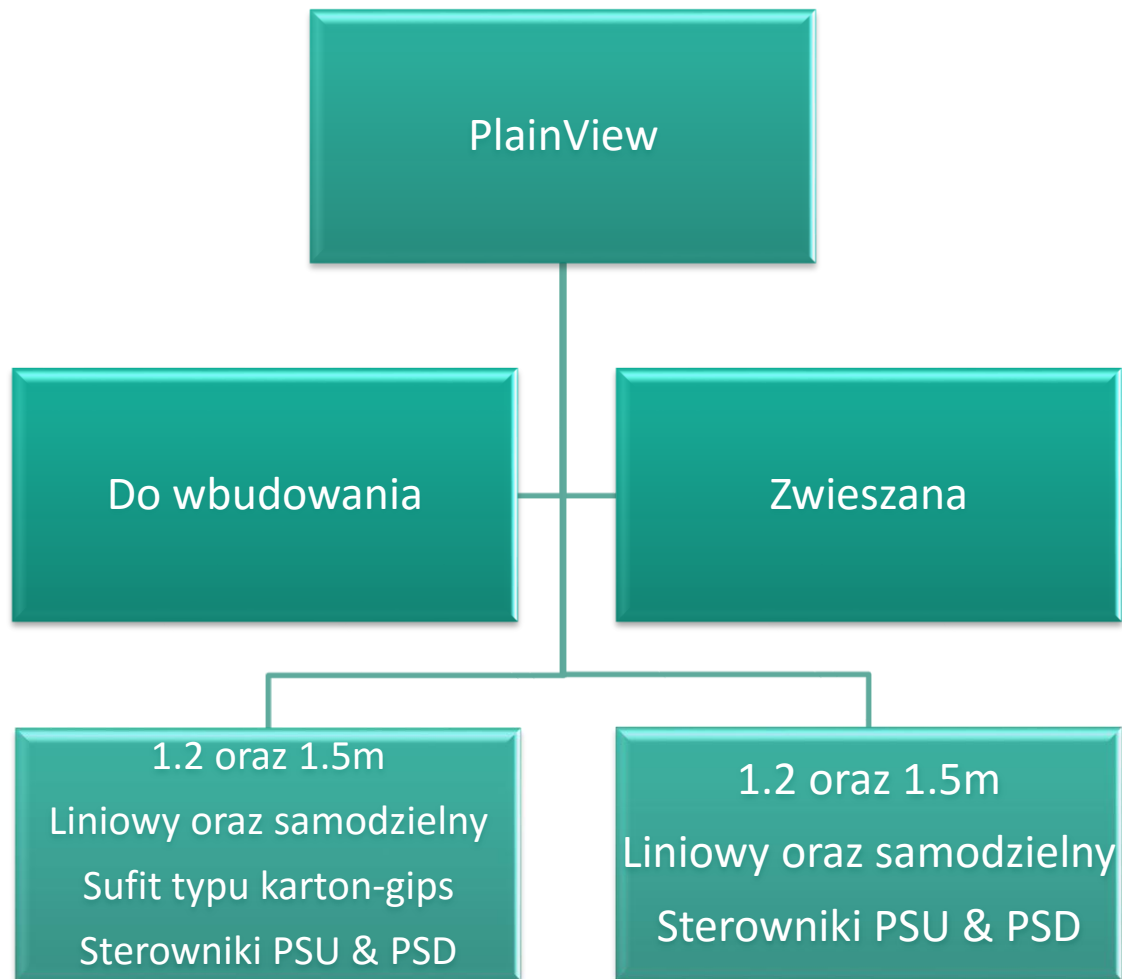 PlainView
Do wbudowania
Zwieszana
1.2 oraz 1.5m
Liniowy oraz samodzielny
Sufit typu karton-gips
Sterowniki PSU & PSD
1.2 oraz 1.5m
Liniowy oraz samodzielny
Sterowniki PSU & PSD